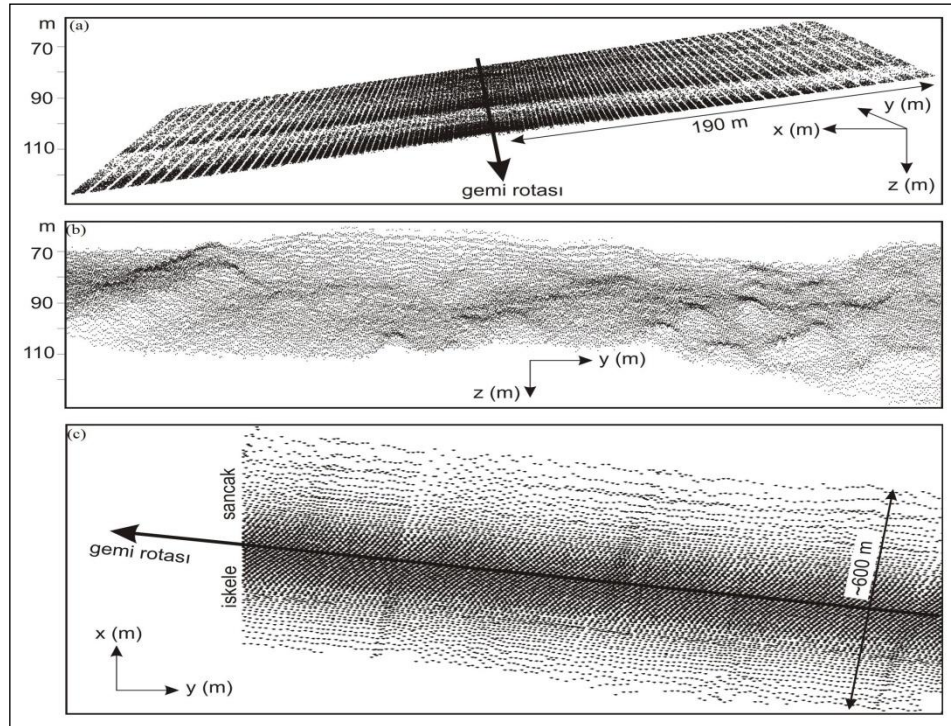 m
(a)
70
90
110
190 m
y (m)
x (m)
z (m)
gemi rotası
m
(b)
70
90
110
y (m)
z (m)
(c)
sancak
gemi rotası
iskele
~600 m
x (m)
y (m)